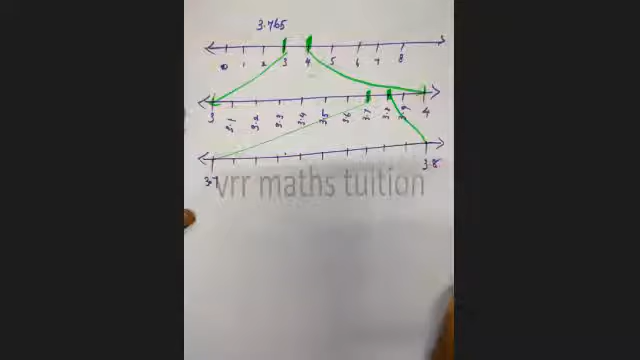 3.765
0 1 2 3 4 5 6 7 8
3 3.1 3.2 3.3 3.4 3.5 3.6 3.7 3.8 3.9 4
3.7 3.8
vrr maths tuition